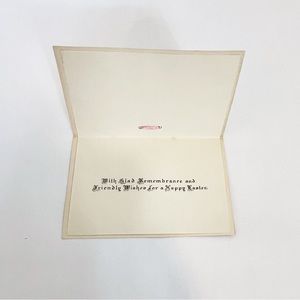 With Glad Remembrance and
Friendly Wishes for a Happy Easter.